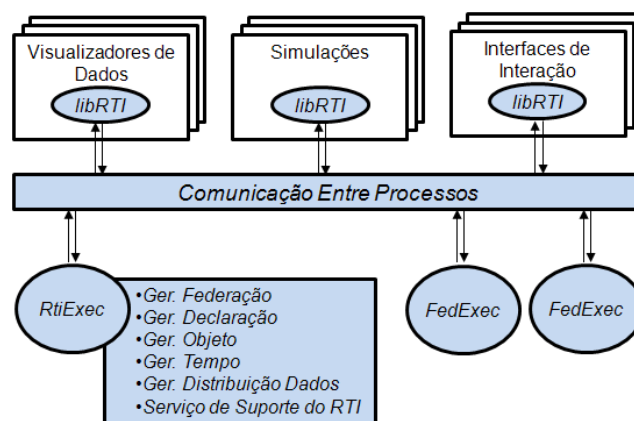 Visualizadores de
Dados
libRTI
Simulações
libRTI
Interfaces de
Interação
libRTI
Comunicação Entre Processos
RtiExec
•Ger. Federação
•Ger. Declaração
•Ger. Objeto
•Ger. Tempo
•Ger. Distribuição Dados
•Serviço de Suporte do RTI
FedExec
FedExec